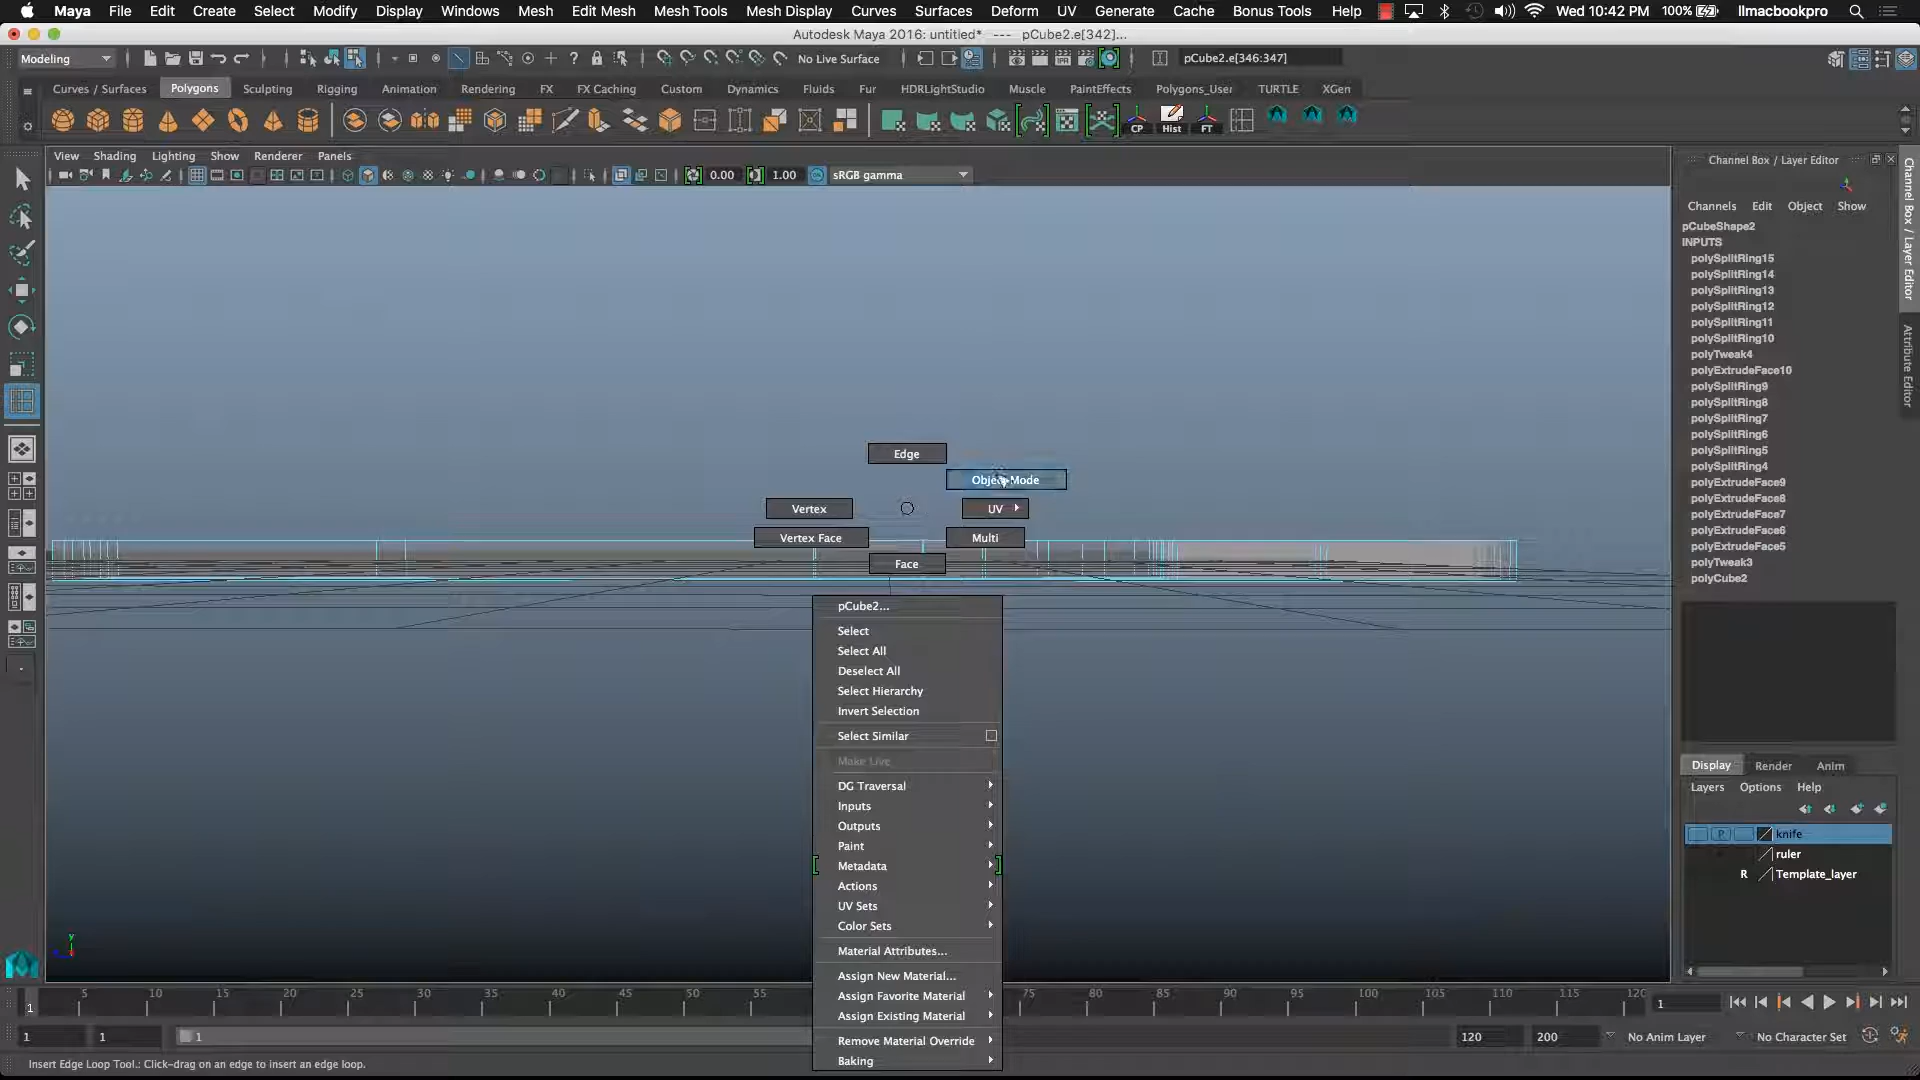 Maya File Edit Create Select Modify Display Windows Mesh Edit Mesh Mesh Tools Mesh Display Curves Surfaces Deform UV Generate Cache Bonus Tools Help Wed 10:42 PM 100% llmacbookpro
Autodesk Maya 2016: untitled* --- pCube2.e[342]...
Modeling No Live Surface pCube2.e[346:347]
Curves / Surfaces Polygons Sculpting Rigging Animation Rendering FX FX Caching Custom Dynamics Fluids Fur HDRLightStudio Muscle PaintEffects Polygons_User TURTLE XGen
CP Hist FT
View Shading Lighting Show Renderer Panels
0.00 1.00 sRGB gamma
Channel Box / Layer Editor
Channels Edit Object Show
pCubeShape2
INPUTS
polySplitRing15
polySplitRing14
polySplitRing13
polySplitRing12
polySplitRing11
polySplitRing10
polyTweak4
polyExtrudeFace10
polySplitRing9
polySplitRing8
polySplitRing7
polySplitRing6
polySplitRing5
polySplitRing4
polyExtrudeFace9
polyExtrudeFace8
polyExtrudeFace7
polyExtrudeFace6
polyExtrudeFace5
polyTweak3
polyCube2
Channel Box / Layer Editor
Attribute Editor
Edge
Object Mode
Vertex UV
Vertex Face Multi
Face
pCube2...
Select
Select All
Deselect All
Select Hierarchy
Invert Selection
Select Similar
Make Live
DG Traversal
Inputs
Outputs
Paint
Metadata
Actions
UV Sets
Color Sets
Material Attributes...
Assign New Material...
Assign Favorite Material
Assign Existing Material
Remove Material Override
Baking
Display Render Anim
Layers Options Help
P knife
ruler
R Template_layer
y
1 5 10 15 20 25 30 35 40 45 50 55 75 80 85 90 95 100 105 110 120 1
1 1 1 120 200 No Anim Layer No Character Set
Insert Edge Loop Tool.: Click-drag on an edge to insert an edge loop.